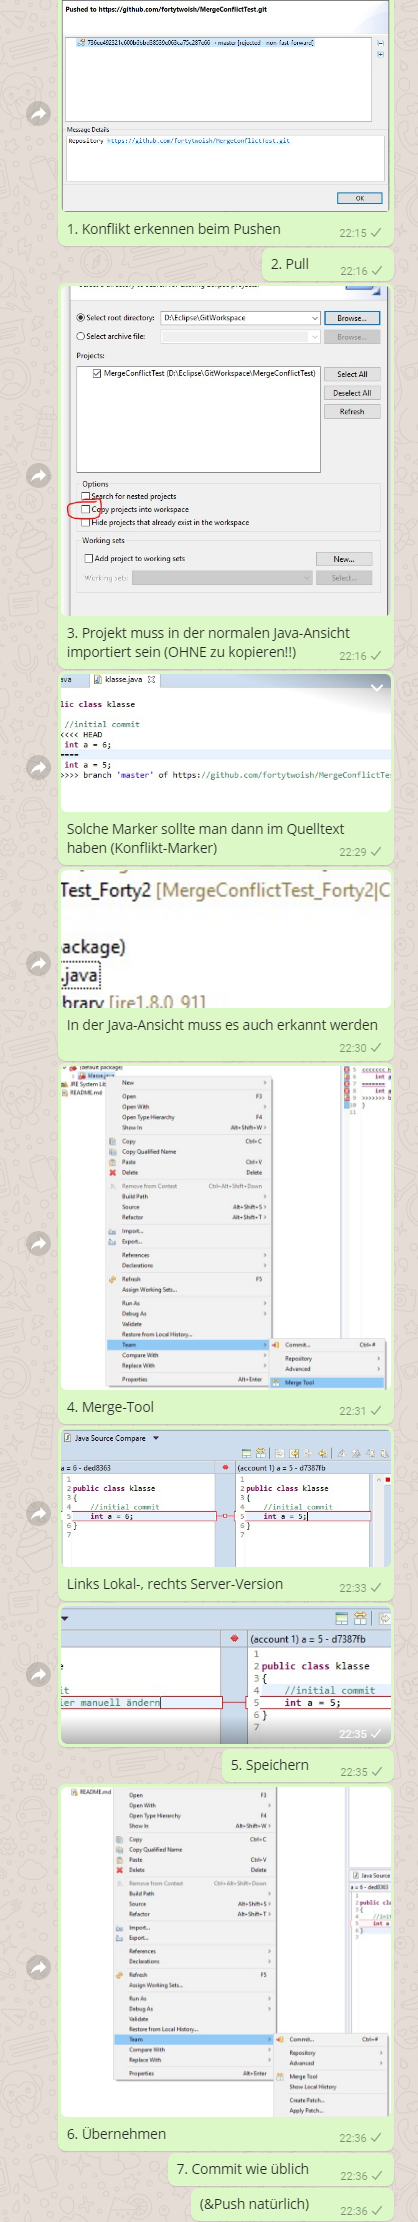 Pushed to https://github.com/fortytwoish/MergeConflictTest.git
master [rejected - non-fast-forward]
Message Details
Repository https://github.com/fortytwoish/MergeConflictTest.git
OK
1. Konflikt erkennen beim Pushen
22:15
2. Pull
22:16
Select root directory: D:\Eclipse\GitWorkspace Browse...
Select archive file: Browse...
Projects:
MergeConflictTest (D:\Eclipse\GitWorkspace\MergeConflictTest)
Select All
Deselect All
Refresh
Options
Search for nested projects
Copy projects into workspace
Hide projects that already exist in the workspace
Working sets
Add project to working sets New...
Working sets: Select...
3. Projekt muss in der normalen Java-Ansicht
importiert sein (OHNE zu kopieren!!)
22:16
ava klasse.java
lic class klasse
//initial commit
<<<< HEAD
int a = 6;
====
int a = 5;
>>>> branch 'master' of https://github.com/fortytwoish/MergeConflictTe
Solche Marker sollte man dann im Quelltext
haben (Konflikt-Marker)
22:29
Test_Forty2 [MergeConflictTest_Forty2|C
ackage)
.java
brary [jre1.8.0_91]
In der Java-Ansicht muss es auch erkannt werden
22:30
(default package)
klasse.java
JRE System Lib
README.md
New
Open F3
Open With
Open Type Hierarchy F4
Show In Alt+Shift+W
Copy Ctrl+C
Copy Qualified Name
Paste Ctrl+V
Delete Delete
Remove from Context Ctrl+Alt+Shift+Down
Build Path
Source Alt+Shift+S
Refactor Alt+Shift+T
Import...
Export...
References
Declarations
Refresh F5
Assign Working Sets...
Run As
Debug As
Validate
Restore from Local History...
Team
Compare With
Replace With
Properties Alt+Enter
Commit... Ctrl+#
Repository
Advanced
Merge Tool
4. Merge-Tool
22:31
Java Source Compare
a = 6 - ded8363
(account 1) a = 5 - d7387fb
1
2 public class klasse
3 {
4 //initial commit
5 int a = 6;
6 }
7
1
2 public class klasse
3 {
4 //initial commit
5 int a = 5;
6 }
7
Links Lokal-, rechts Server-Version
22:33
(account 1) a = 5 - d7387fb
e
it
ier manuell ändern
1
2 public class klasse
3 {
4 //initial commit
5 int a = 5;
6 }
7
22:35
5. Speichern
22:35
README.md
Open F3
Open With
Open Type Hierarchy F4
Show In Alt+Shift+W
Copy Ctrl+C
Copy Qualified Name
Paste Ctrl+V
Delete Delete
Remove from Context Ctrl+Alt+Shift+Down
Build Path
Source Alt+Shift+S
Refactor Alt+Shift+T
Import...
Export...
References
Declarations
Refresh F5
Assign Working Sets...
Run As
Debug As
Validate
Restore from Local History...
Team
Compare With
Replace With
Properties Alt+Enter
Java Source
a = 6 - ded8363
Commit... Ctrl+#
Repository
Advanced
Merge Tool
Show Local History
Create Patch...
Apply Patch...
6. Übernehmen
22:36
7. Commit wie üblich
22:36
(&Push natürlich)
22:36